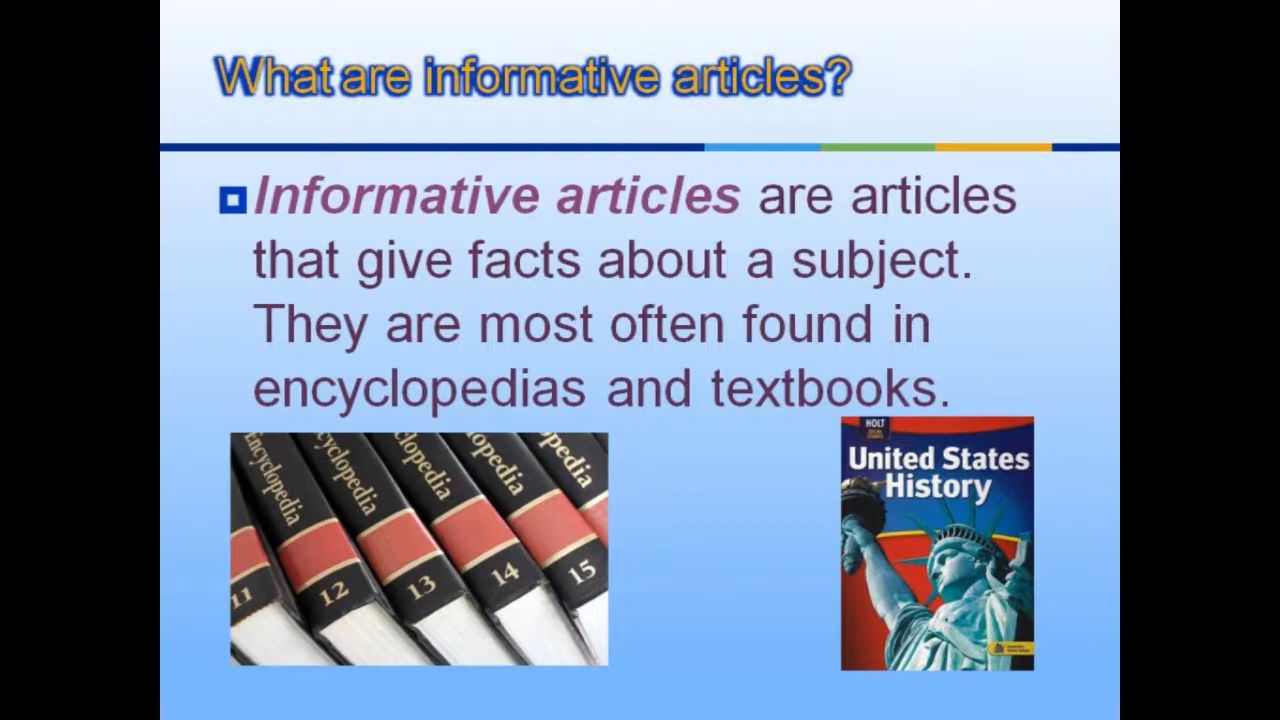 What are informative articles?
Informative articles are articles
that give facts about a subject.
They are most often found in
encyclopedias and textbooks.
Encyclopedia
cyclopedia
clopedia
opedia
pedia
11
12
13
14
15
HOLT
United States
History